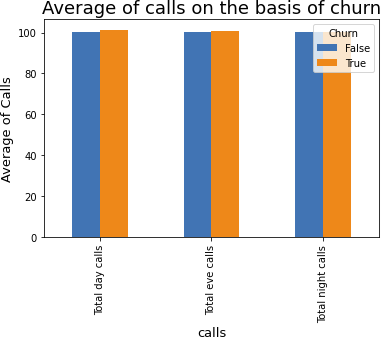 Average of calls on the basis of churn
Churn
False
True
Average of Calls
100
80
60
40
20
0
Total day calls
Total eve calls
Total night calls
calls